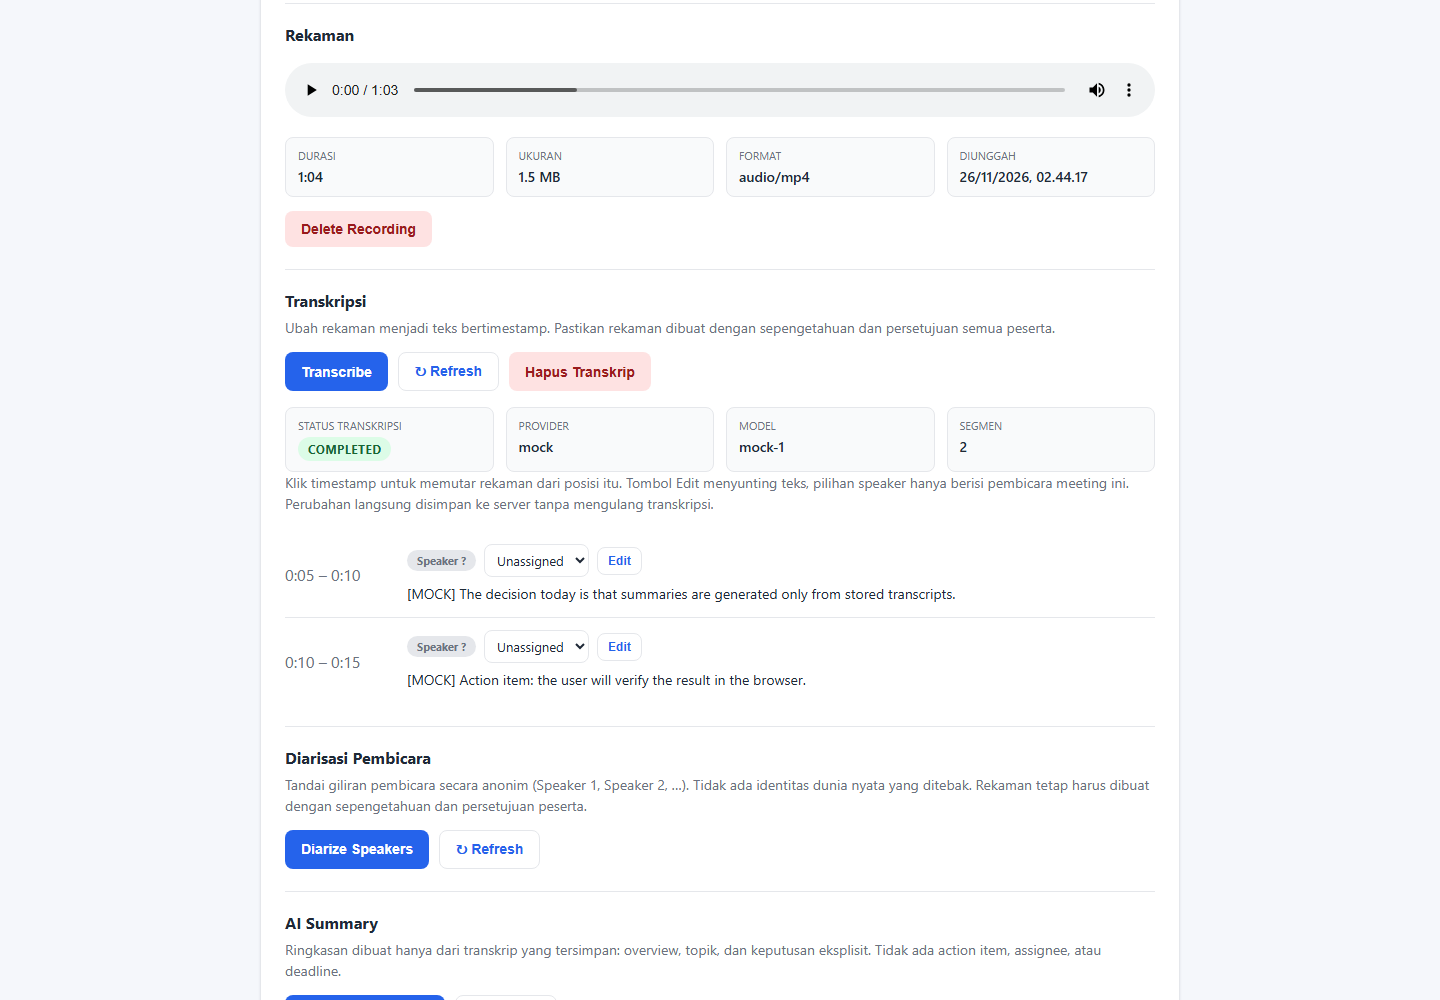 Rekaman
0:00 / 1:03
DURASI
1:04
UKURAN
1.5 MB
FORMAT
audio/mp4
DIUNGGAH
26/11/2026, 02.44.17
Delete Recording
Transkripsi
Ubah rekaman menjadi teks bertimestamp. Pastikan rekaman dibuat dengan sepengetahuan dan persetujuan semua peserta.
Transcribe
↻ Refresh
Hapus Transkrip
STATUS TRANSKRIPSI
COMPLETED
PROVIDER
mock
MODEL
mock-1
SEGMEN
2
Klik timestamp untuk memutar rekaman dari posisi itu. Tombol Edit menyunting teks, pilihan speaker hanya berisi pembicara meeting ini.
Perubahan langsung disimpan ke server tanpa mengulang transkripsi.
0:05 – 0:10
Speaker ?
Unassigned
Edit
[MOCK] The decision today is that summaries are generated only from stored transcripts.
0:10 – 0:15
Speaker ?
Unassigned
Edit
[MOCK] Action item: the user will verify the result in the browser.
Diarisasi Pembicara
Tandai giliran pembicara secara anonim (Speaker 1, Speaker 2, ...). Tidak ada identitas dunia nyata yang ditebak. Rekaman tetap harus dibuat
dengan sepengetahuan dan persetujuan peserta.
Diarize Speakers
↻ Refresh
AI Summary
Ringkasan dibuat hanya dari transkrip yang tersimpan: overview, topik, dan keputusan eksplisit. Tidak ada action item, assignee, atau
deadline.